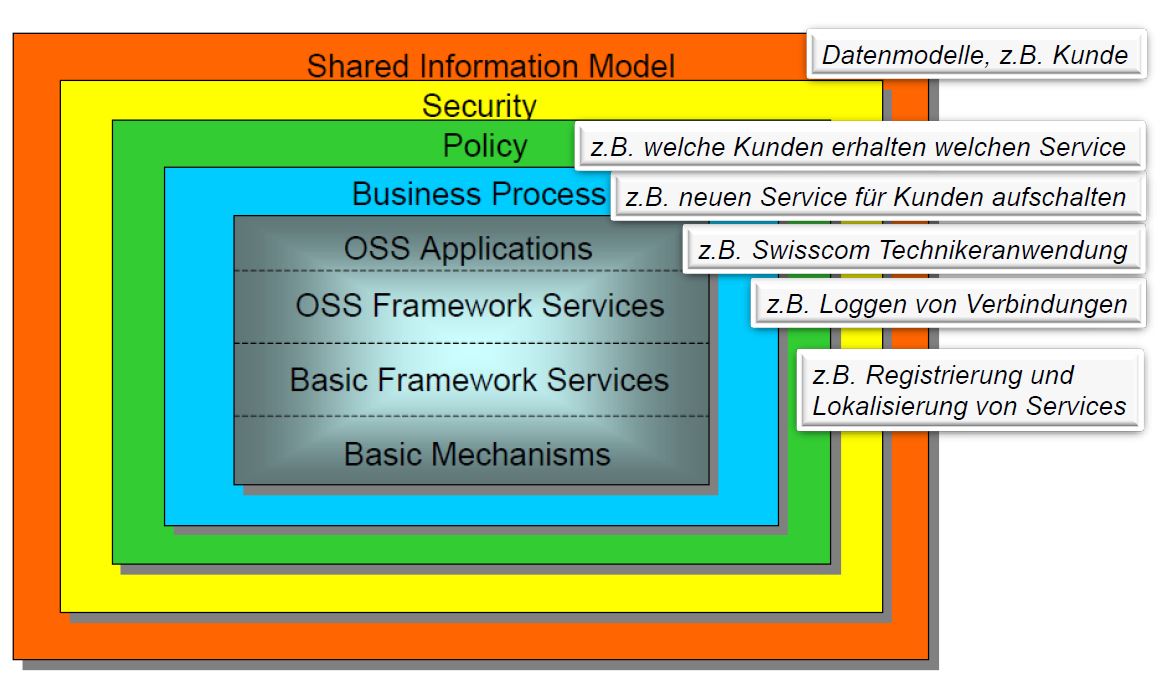 Shared Information Model
Datenmodelle, z.B. Kunde
Security
Policy
z.B. welche Kunden erhalten welchen Service
Business Process
z.B. neuen Service für Kunden aufschalten
OSS Applications
z.B. Swisscom Technikeranwendung
OSS Framework Services
z.B. Loggen von Verbindungen
Basic Framework Services
z.B. Registrierung und
Lokalisierung von Services
Basic Mechanisms